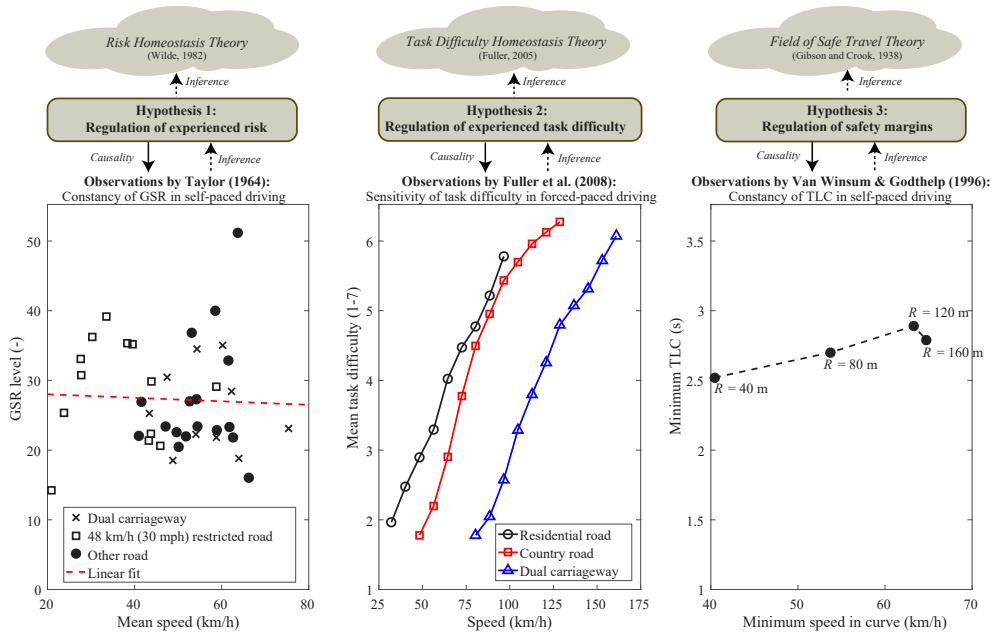 Risk Homeostasis Theory
(Wilde, 1982)
Inference
Hypothesis 1:
Regulation of experienced risk
Causality
Inference
Observations by Taylor (1964):
Constancy of GSR in self-paced driving
50
40
30
20
10
0
GSR level (-)
Dual carriageway
48 km/h (30 mph) restricted road
Other road
Linear fit
20
40
60
80
Mean speed (km/h)
Task Difficulty Homeostasis Theory
(Fuller, 2005)
Inference
Hypothesis 2:
Regulation of experienced task difficulty
Causality
Inference
Observations by Fuller et al. (2008):
Sensitivity of task difficulty in forced-paced driving
6
5
4
3
2
1
Mean task difficulty (1-7)
Residential road
Country road
Dual carriageway
25
50
75
100
125
150
175
Speed (km/h)
Field of Safe Travel Theory
(Gibson and Crook, 1938)
Inference
Hypothesis 3:
Regulation of safety margins
Causality
Inference
Observations by Van Winsum & Godthelp (1996):
Constancy of TLC in self-paced driving
3.5
3
2.5
2
1.5
1
Minimum TLC (s)
R = 120 m
R = 160 m
R = 80 m
R = 40 m
40
50
60
70
Minimum speed in curve (km/h)